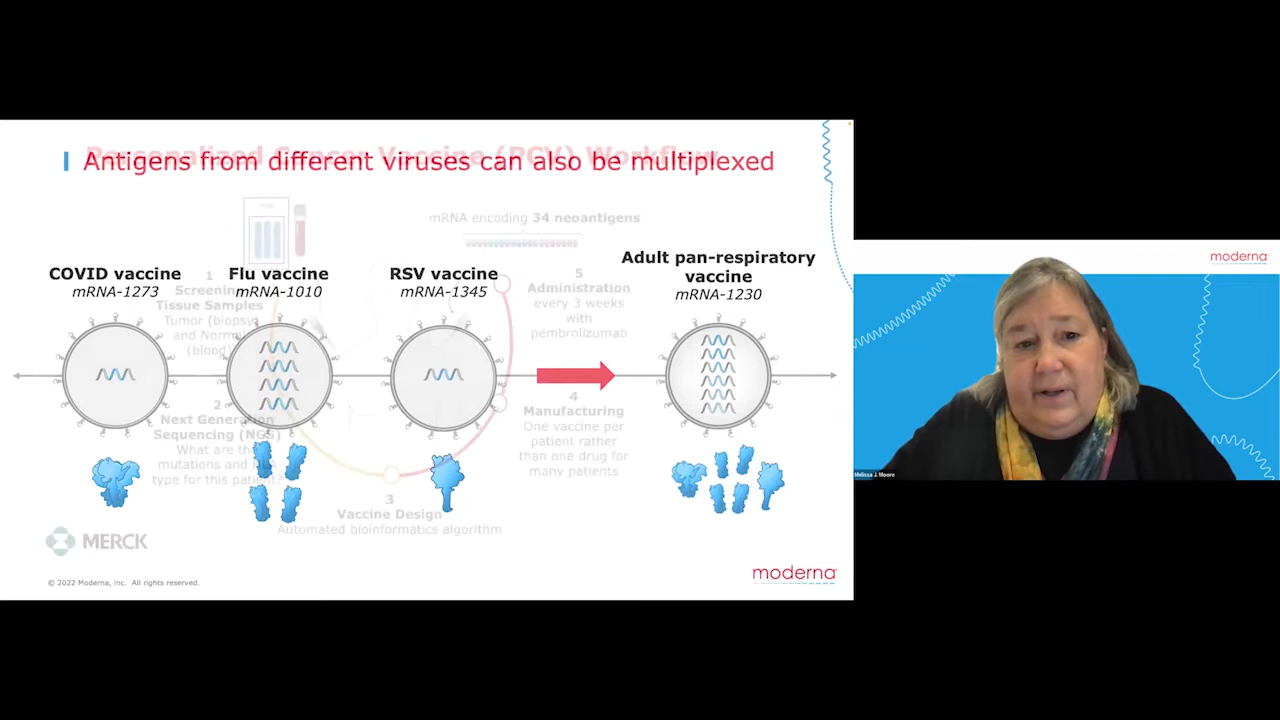 Personalized Cancer Vaccine (PCV) Workflow
Antigens from different Viruses can also be multiplexed
mRNA encoding 34 neoantigens
COVID vaccine
mRNA-1273
Flu vaccine
mRNA-1010
RSV vaccine
mRNA-1345
Adult pan-respiratory
vaccine
mRNA-1230
1
Screening
Tissue Samples
Tumor (biopsy)
and Normal
(blood)
2
Next Generation
Sequencing (NGS)
What are the
mutations and
type for this patient?
3
Vaccine Design
Automated bioinformatics algorithm
4
Manufacturing
One vaccine per
patient rather
than one drug for
many patients
5
Administration
every 3 weeks
with
pembrolizumab
MERCK
© 2022 Moderna, Inc. All rights reserved.
moderna
moderna
Melissa J. Moore